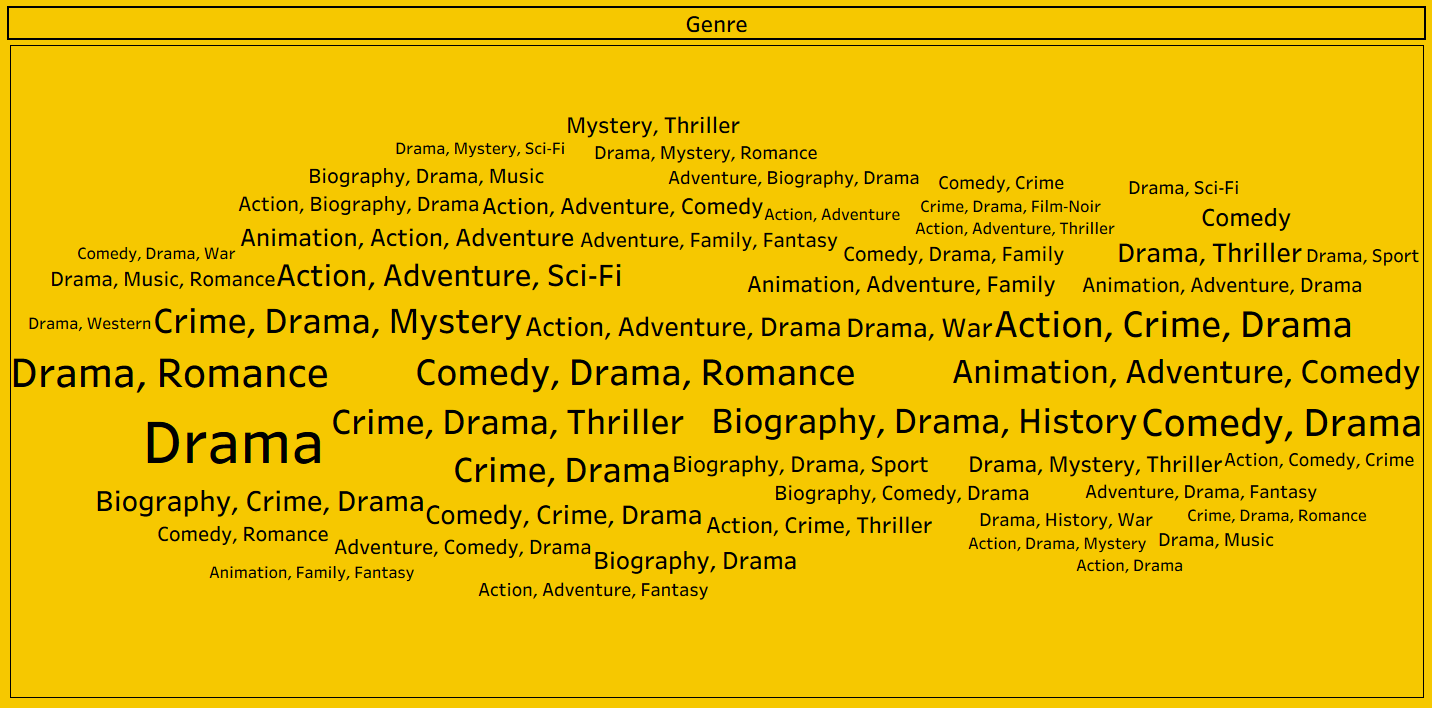 Genre
Mystery, Thriller
Drama, Mystery, Sci-Fi
Drama, Mystery, Romance
Biography, Drama, Music
Adventure, Biography, Drama
Comedy, Crime
Drama, Sci-Fi
Action, Biography, Drama
Action, Adventure, Comedy
Action, Adventure
Crime, Drama, Film-Noir
Comedy
Action, Adventure, Thriller
Animation, Action, Adventure
Adventure, Family, Fantasy
Comedy, Drama, War
Comedy, Drama, Family
Drama, Thriller
Drama, Sport
Drama, Music, Romance
Action, Adventure, Sci-Fi
Animation, Adventure, Family
Animation, Adventure, Drama
Drama, Western
Crime, Drama, Mystery
Action, Adventure, Drama
Drama, War
Action, Crime, Drama
Drama, Romance
Comedy, Drama, Romance
Animation, Adventure, Comedy
Drama
Crime, Drama, Thriller
Biography, Drama, History
Comedy, Drama
Crime, Drama
Biography, Drama, Sport
Drama, Mystery, Thriller
Action, Comedy, Crime
Biography, Crime, Drama
Biography, Comedy, Drama
Adventure, Drama, Fantasy
Comedy, Crime, Drama
Action, Crime, Thriller
Drama, History, War
Crime, Drama, Romance
Comedy, Romance
Adventure, Comedy, Drama
Action, Drama, Mystery
Drama, Music
Biography, Drama
Animation, Family, Fantasy
Action, Drama
Action, Adventure, Fantasy